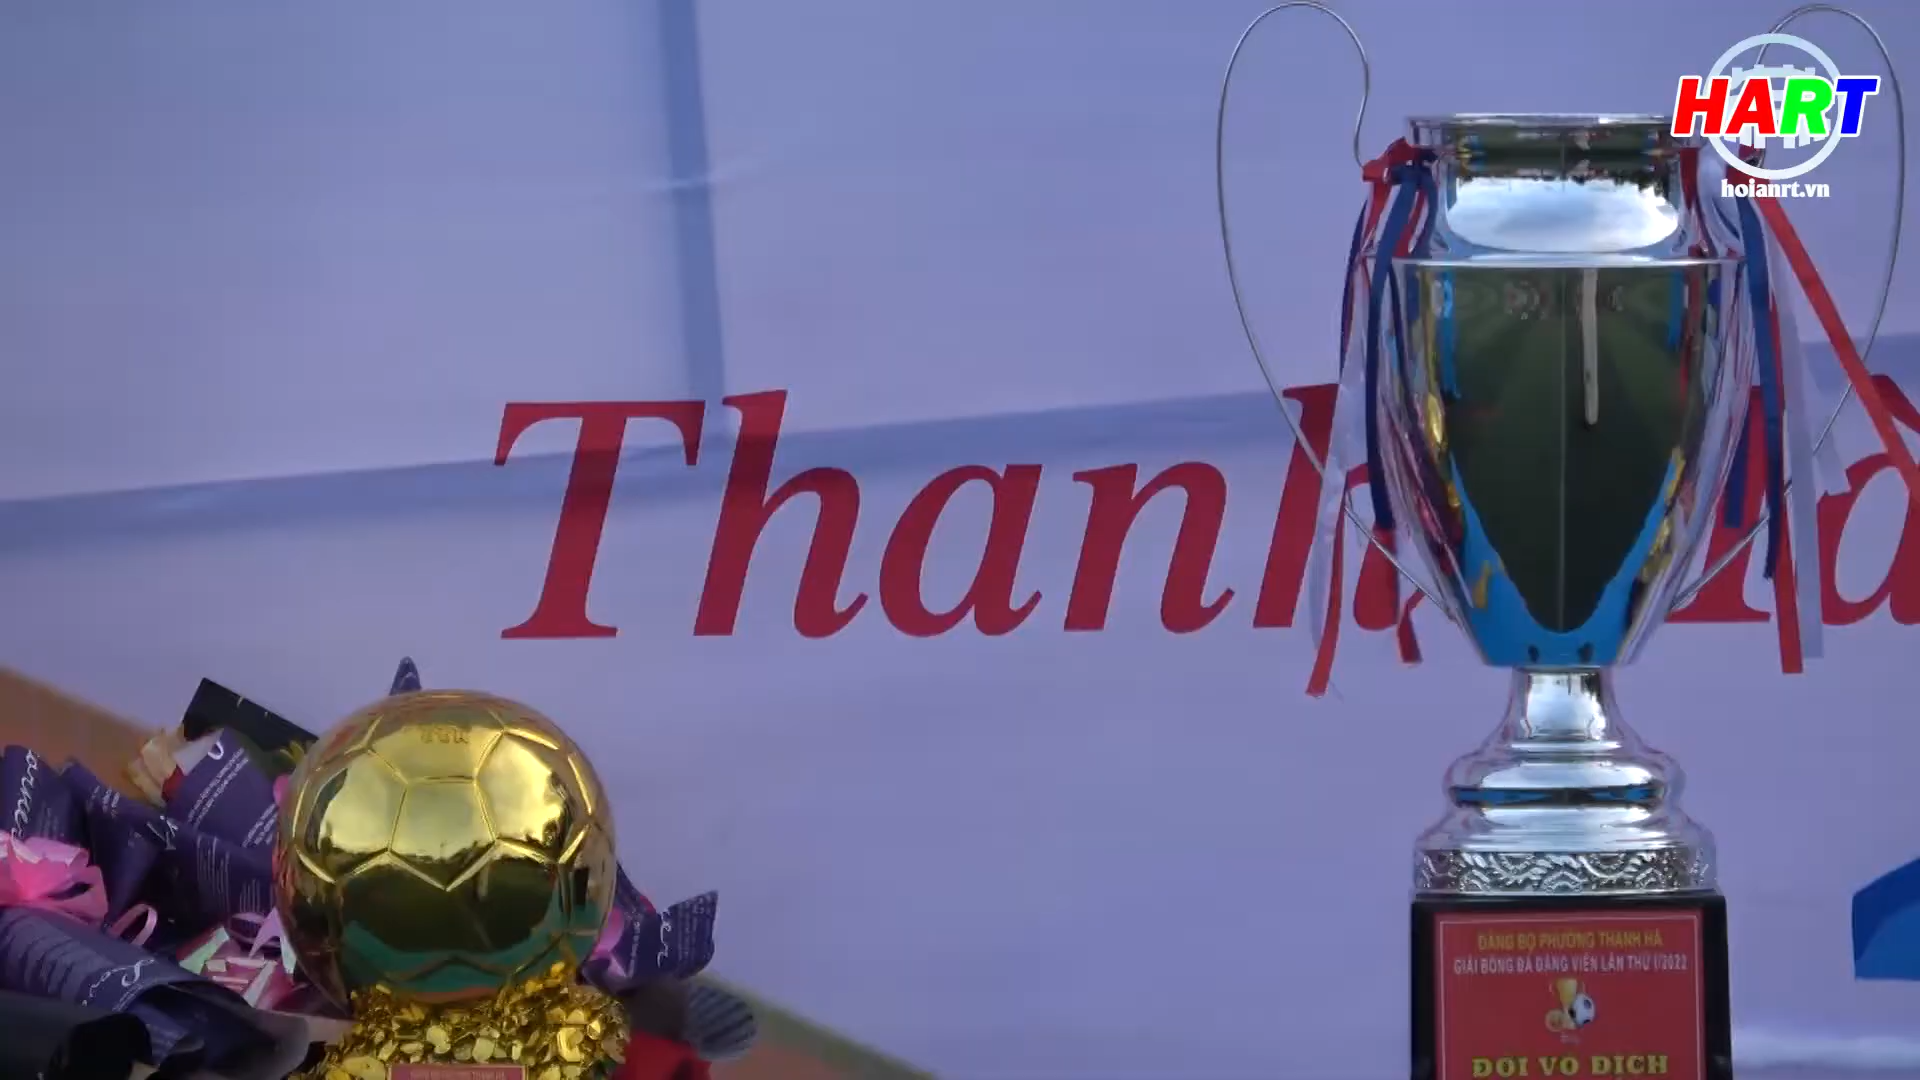 HART
hoianrt.vn
Thanh Hà
ĐẢNG BỘ PHƯỜNG THANH HÀ
GIẢI BÓNG ĐÁ ĐẢNG VIÊN LẦN THỨ I/2022
ĐỘI VÔ ĐỊCH